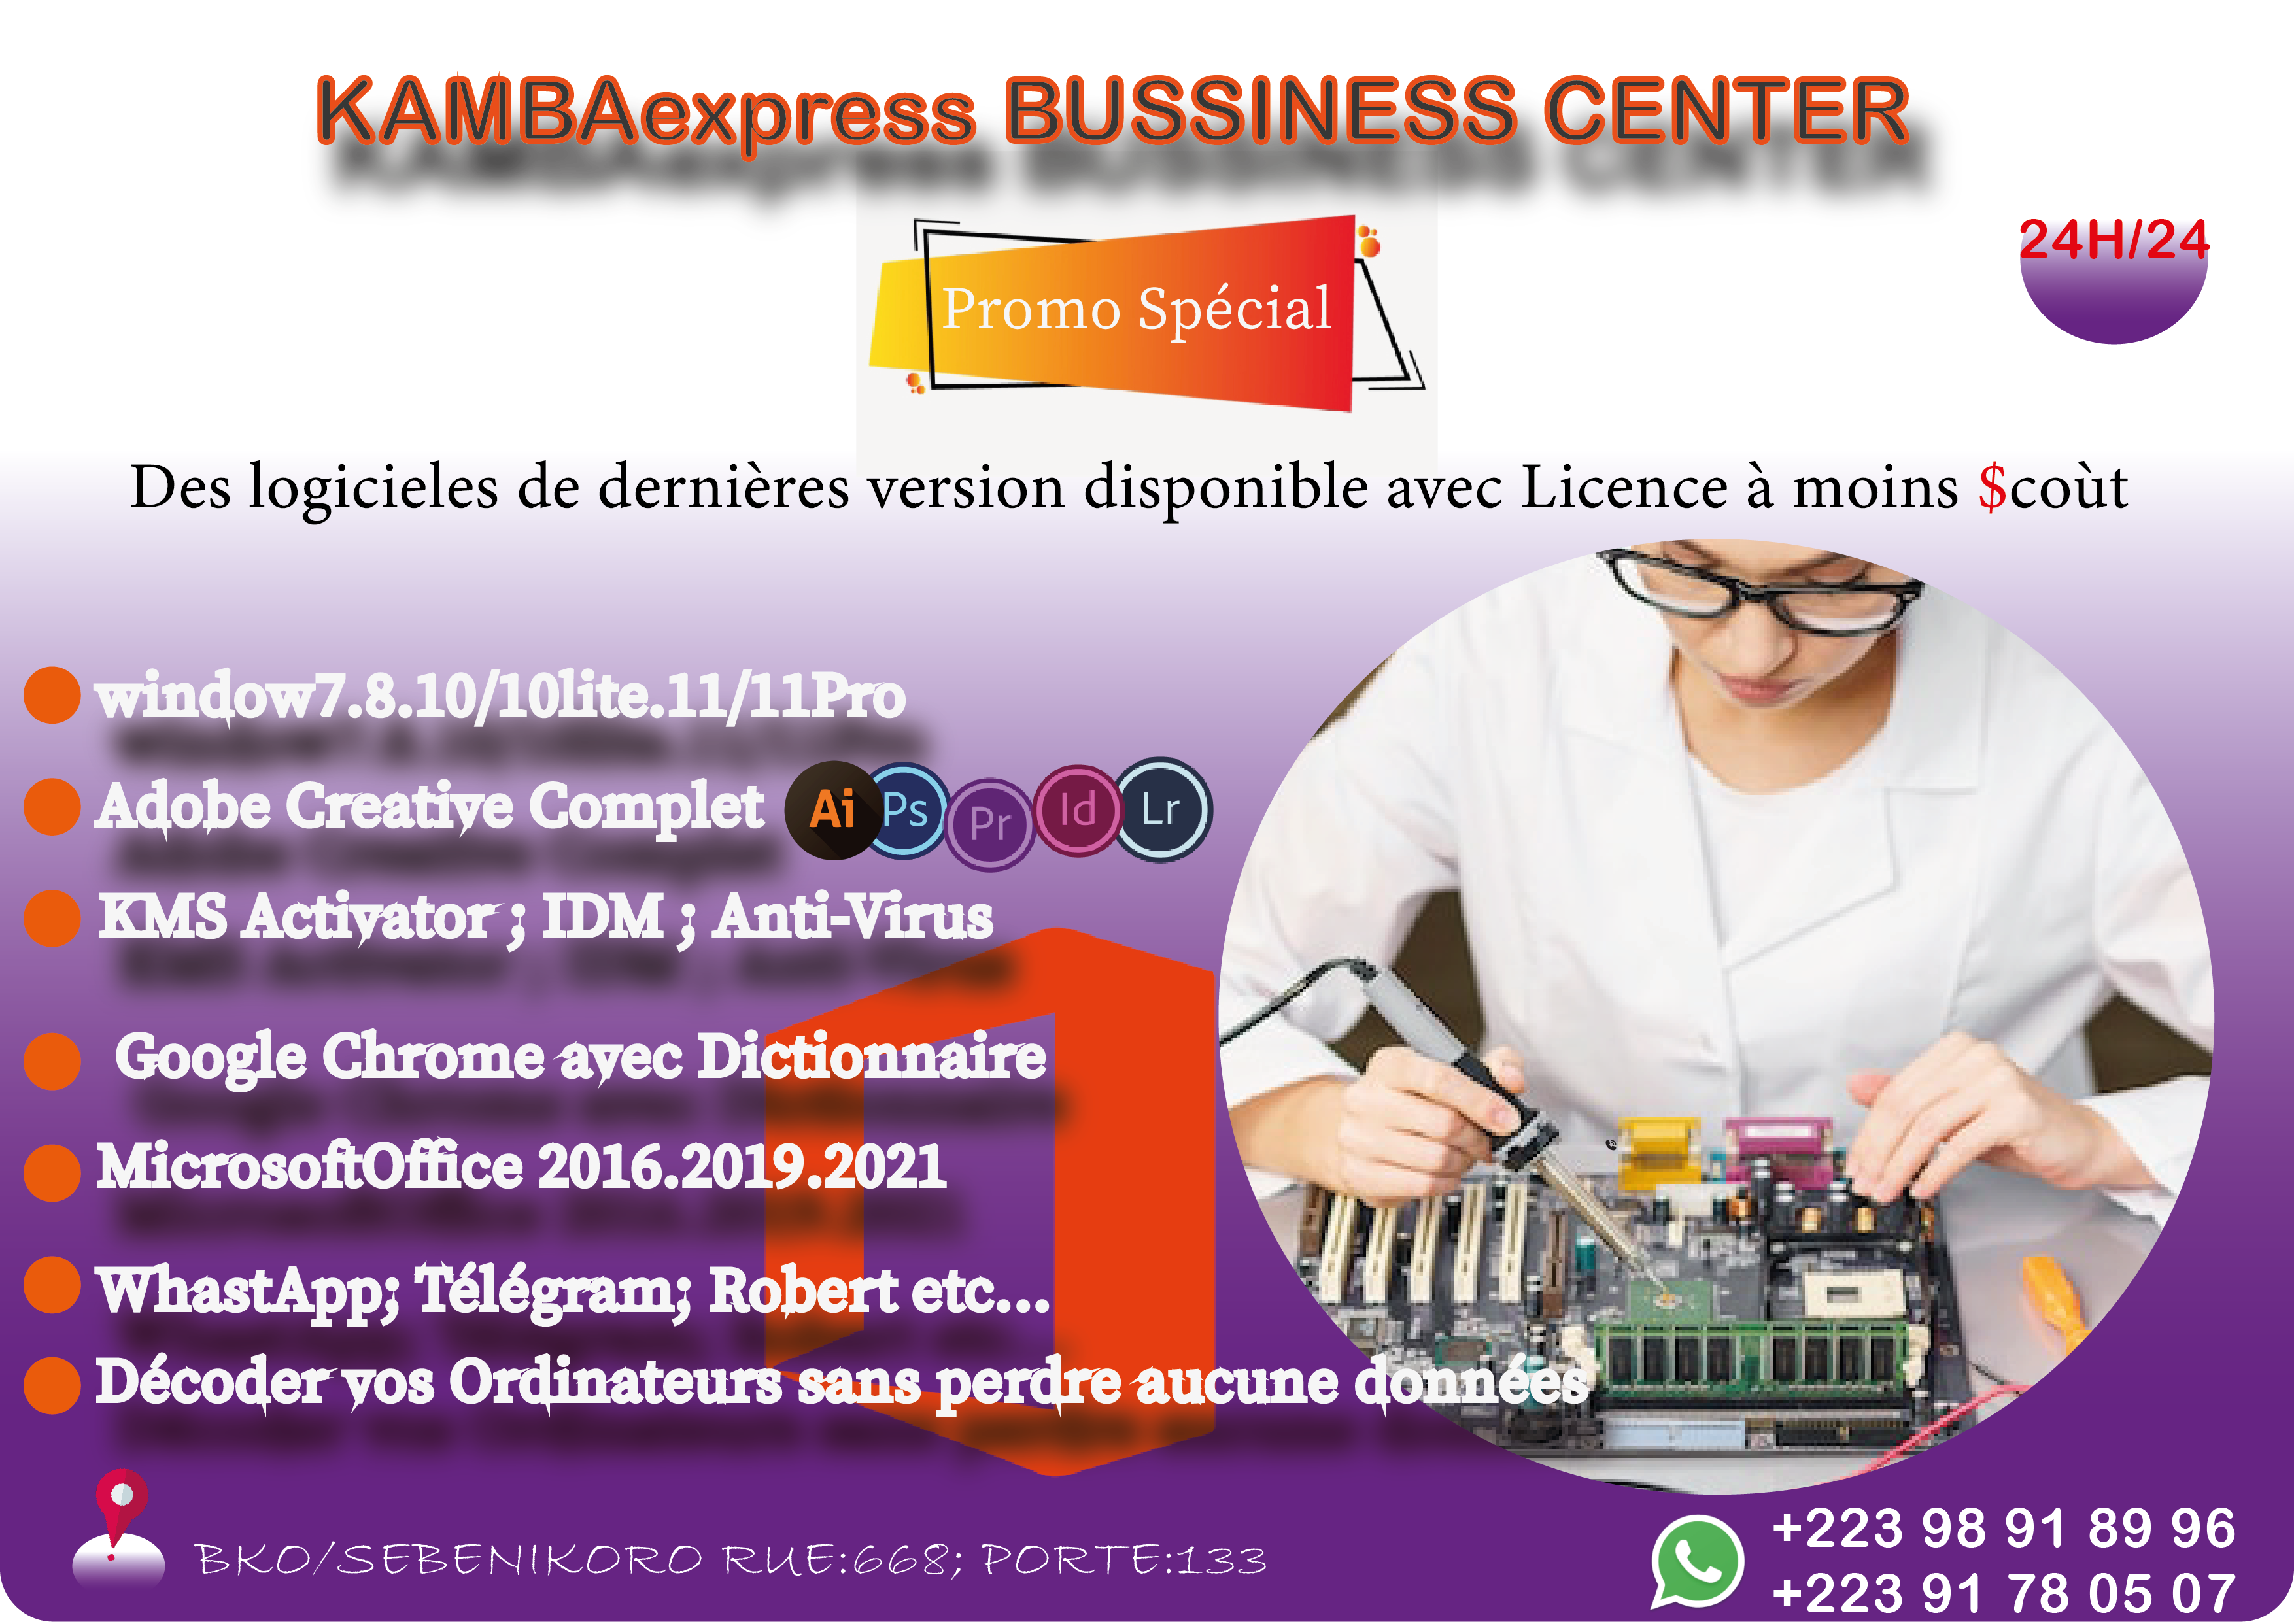 KAMBAexpress BUSSINESS CENTER
24H/24
Promo Spécial
Des logicieles de dernières version disponible avec Licence à moins $coùt
window7.8.10/10lite.11/11Pro
Adobe Creative Complet Ai Ps Pr Id Lr
KMS Activator ; IDM ; Anti-Virus
Google Chrome avec Dictionnaire
MicrosoftOffice 2016.2019.2021
WhastApp; Télégram; Robert etc...
Décoder vos Ordinateurs sans perdre aucune données
BKO/SEBENIKORO RUE:668; PORTE:133
+223 98 91 89 96
+223 91 78 05 07